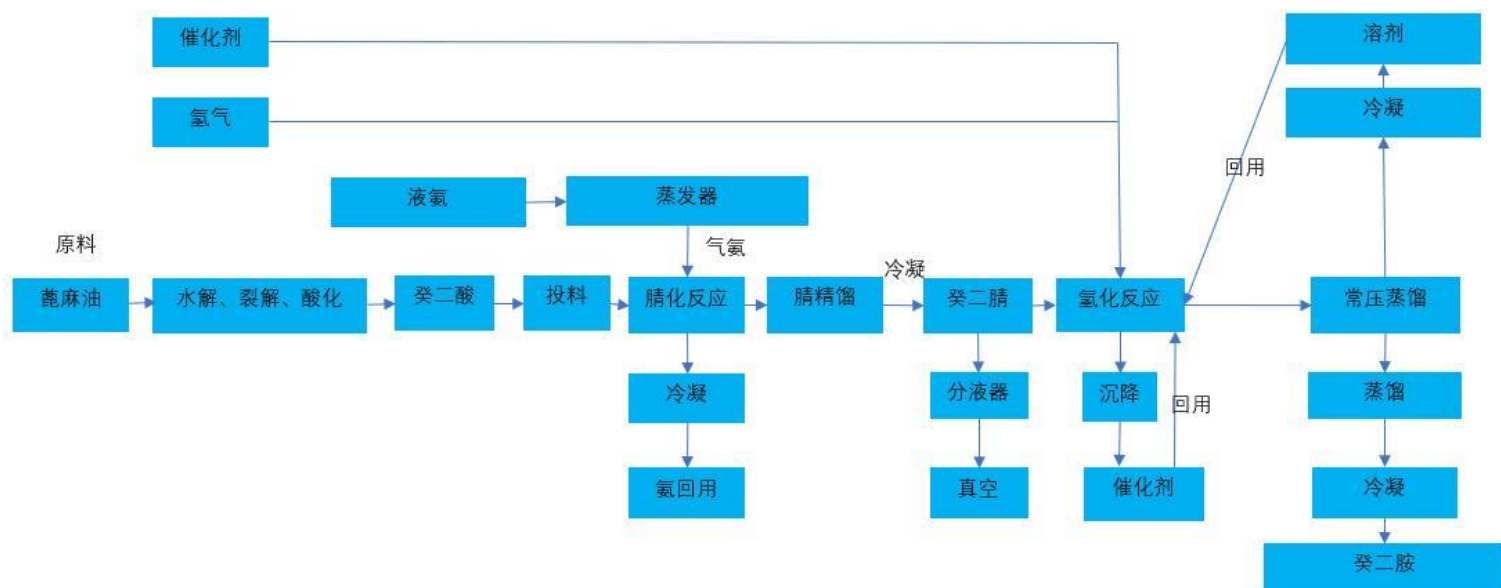 催化剂
溶剂
氢气
冷凝
回用
液氨
蒸发器
原料
气氨
冷凝
蓖麻油
水解、裂解、酸化
癸二酸
投料
腈化反应
腈精馏
癸二腈
氢化反应
常压蒸馏
冷凝
分液器
沉降
回用
蒸馏
氨回用
真空
催化剂
冷凝
癸二胺